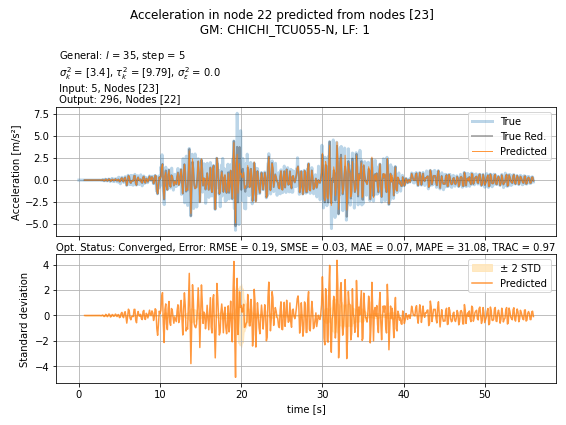 Acceleration in node 22 predicted from nodes [23]
GM: CHICHI_TCU055-N, LF: 1
General: l = 35, step = 5
σ²ₖ = [3.4], τ²ₖ = [9.79], σ²_ε = 0.0
Input: 5, Nodes [23]
Output: 296, Nodes [22]
Acceleration [m/s²]
7.5
5.0
2.5
0.0
−2.5
−5.0
True
True Red.
Predicted
Opt. Status: Converged, Error: RMSE = 0.19, SMSE = 0.03, MAE = 0.07, MAPE = 31.08, TRAC = 0.97
Standard deviation
4
2
0
−2
−4
± 2 STD
Predicted
0 10 20 30 40 50
time [s]